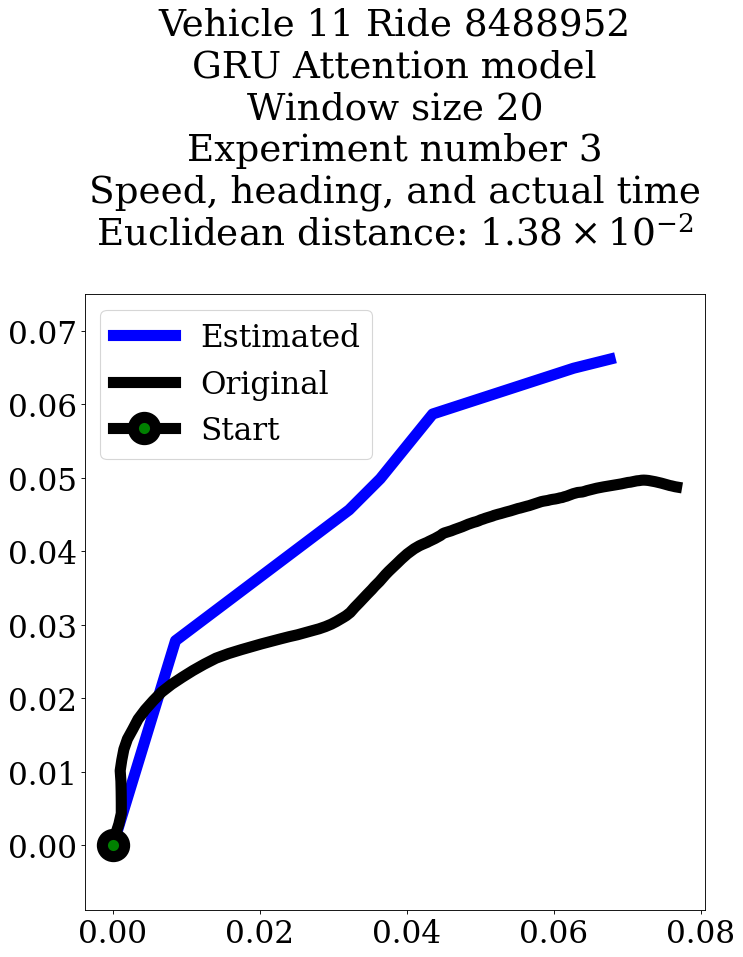 Vehicle 11 Ride 8488952
GRU Attention model
Window size 20
Experiment number 3
Speed, heading, and actual time
Euclidean distance: 1.38 × 10⁻²
Estimated
Original
Start
0.07
0.06
0.05
0.04
0.03
0.02
0.01
0.00
0.00 0.02 0.04 0.06 0.08